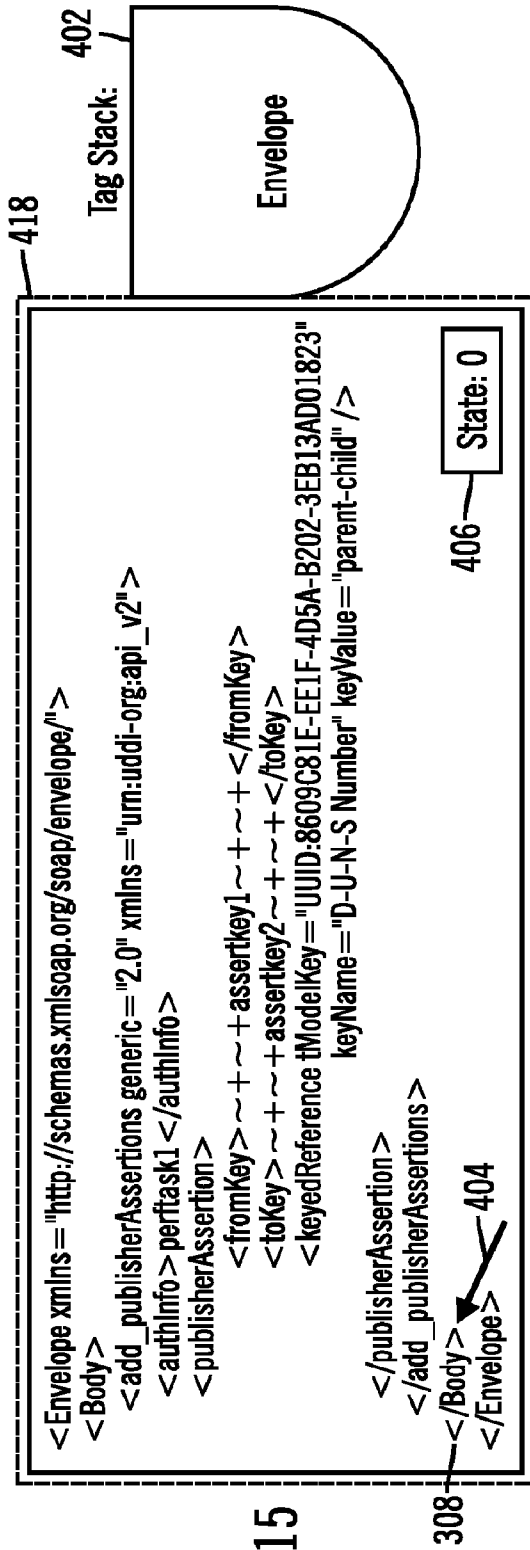 15
418
<Envelope xmlns="http://schemas.xmlsoap.org/soap/envelope/">
<Body>
<add_publisherAssertions generic="2.0" xmlns="urn:uddi-org:api_v2">
<authInfo>perftask1</authInfo>
<publisherAssertion>
<fromKey>~+~+assertkey1~+~+</fromKey>
<toKey>~+~+assertkey2~+~+</toKey>
<keyedReference tModelKey="UUID:8609C81E-EE1F-4D5A-B202-3EB13AD01823"
keyName="D-U-N-S Number" keyValue="parent-child"/>
</publisherAssertion>
</add_publisherAssertions>
308
</Body>
404
</Envelope>
406
State: 0
Tag Stack:
402
Envelope